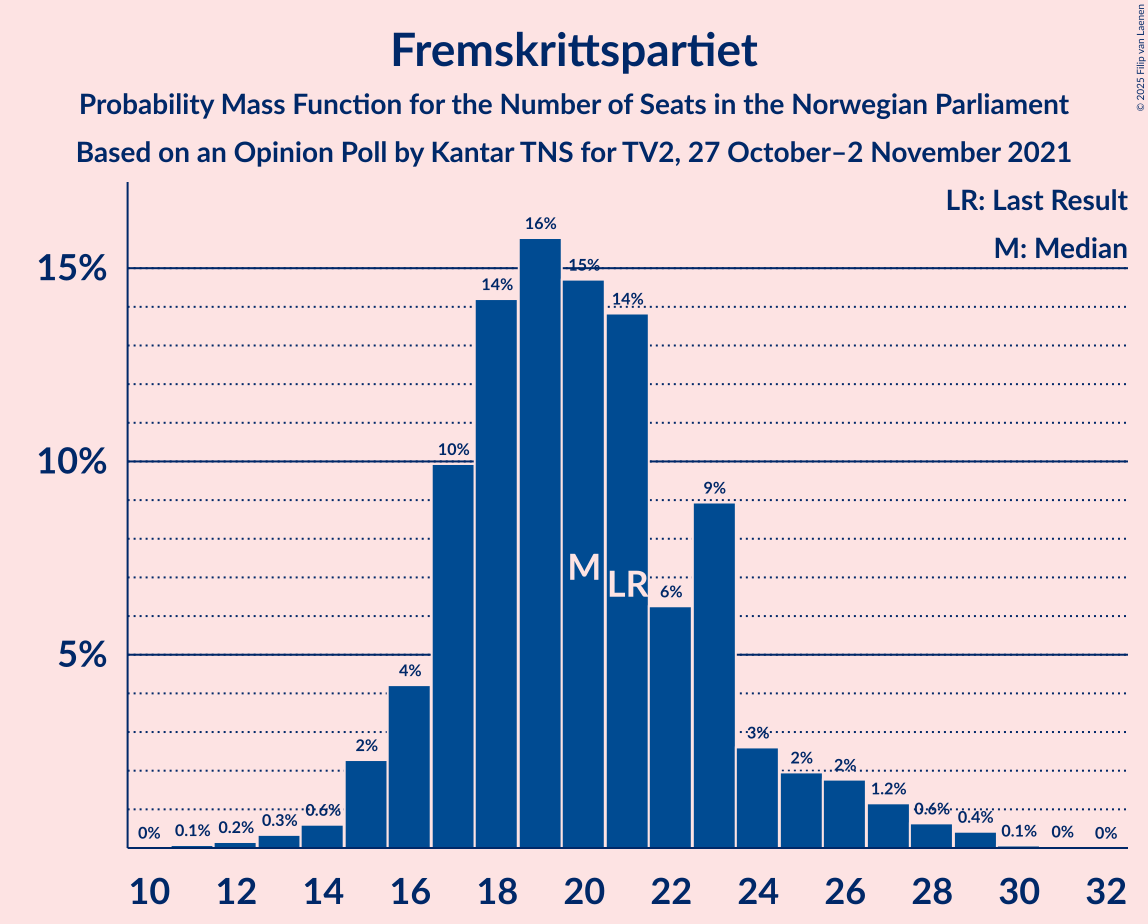 Fremskrittspartiet
Probability Mass Function for the Number of Seats in the Norwegian Parliament
Based on an Opinion Poll by Kantar TNS for TV2, 27 October–2 November 2021
© 2025 Filip van Laenen
LR: Last Result
M: Median
15%
10%
5%
0%
0.1%
0.2%
0.3%
0.6%
2%
4%
10%
14%
16%
15%
14%
6%
9%
3%
2%
2%
1.2%
0.6%
0.4%
0.1%
0%
0%
M
LR
10 12 14 16 18 20 22 24 26 28 30 32